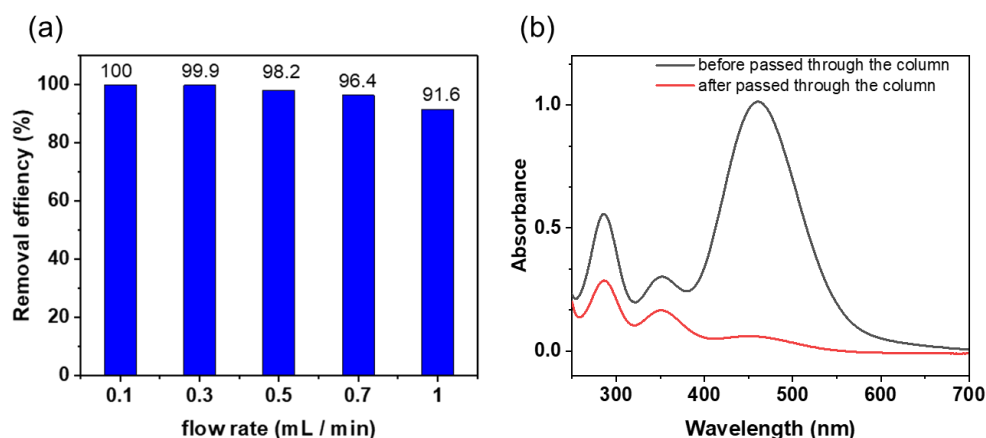 (a)
100 99.9 98.2 96.4 91.6
100
80
60
40
20
0
Removal effiency (%)
0.1 0.3 0.5 0.7 1
flow rate (mL / min)
(b)
before passed through the column
after passed through the column
1.0
0.5
0.0
Absorbance
300 400 500 600 700
Wavelength (nm)